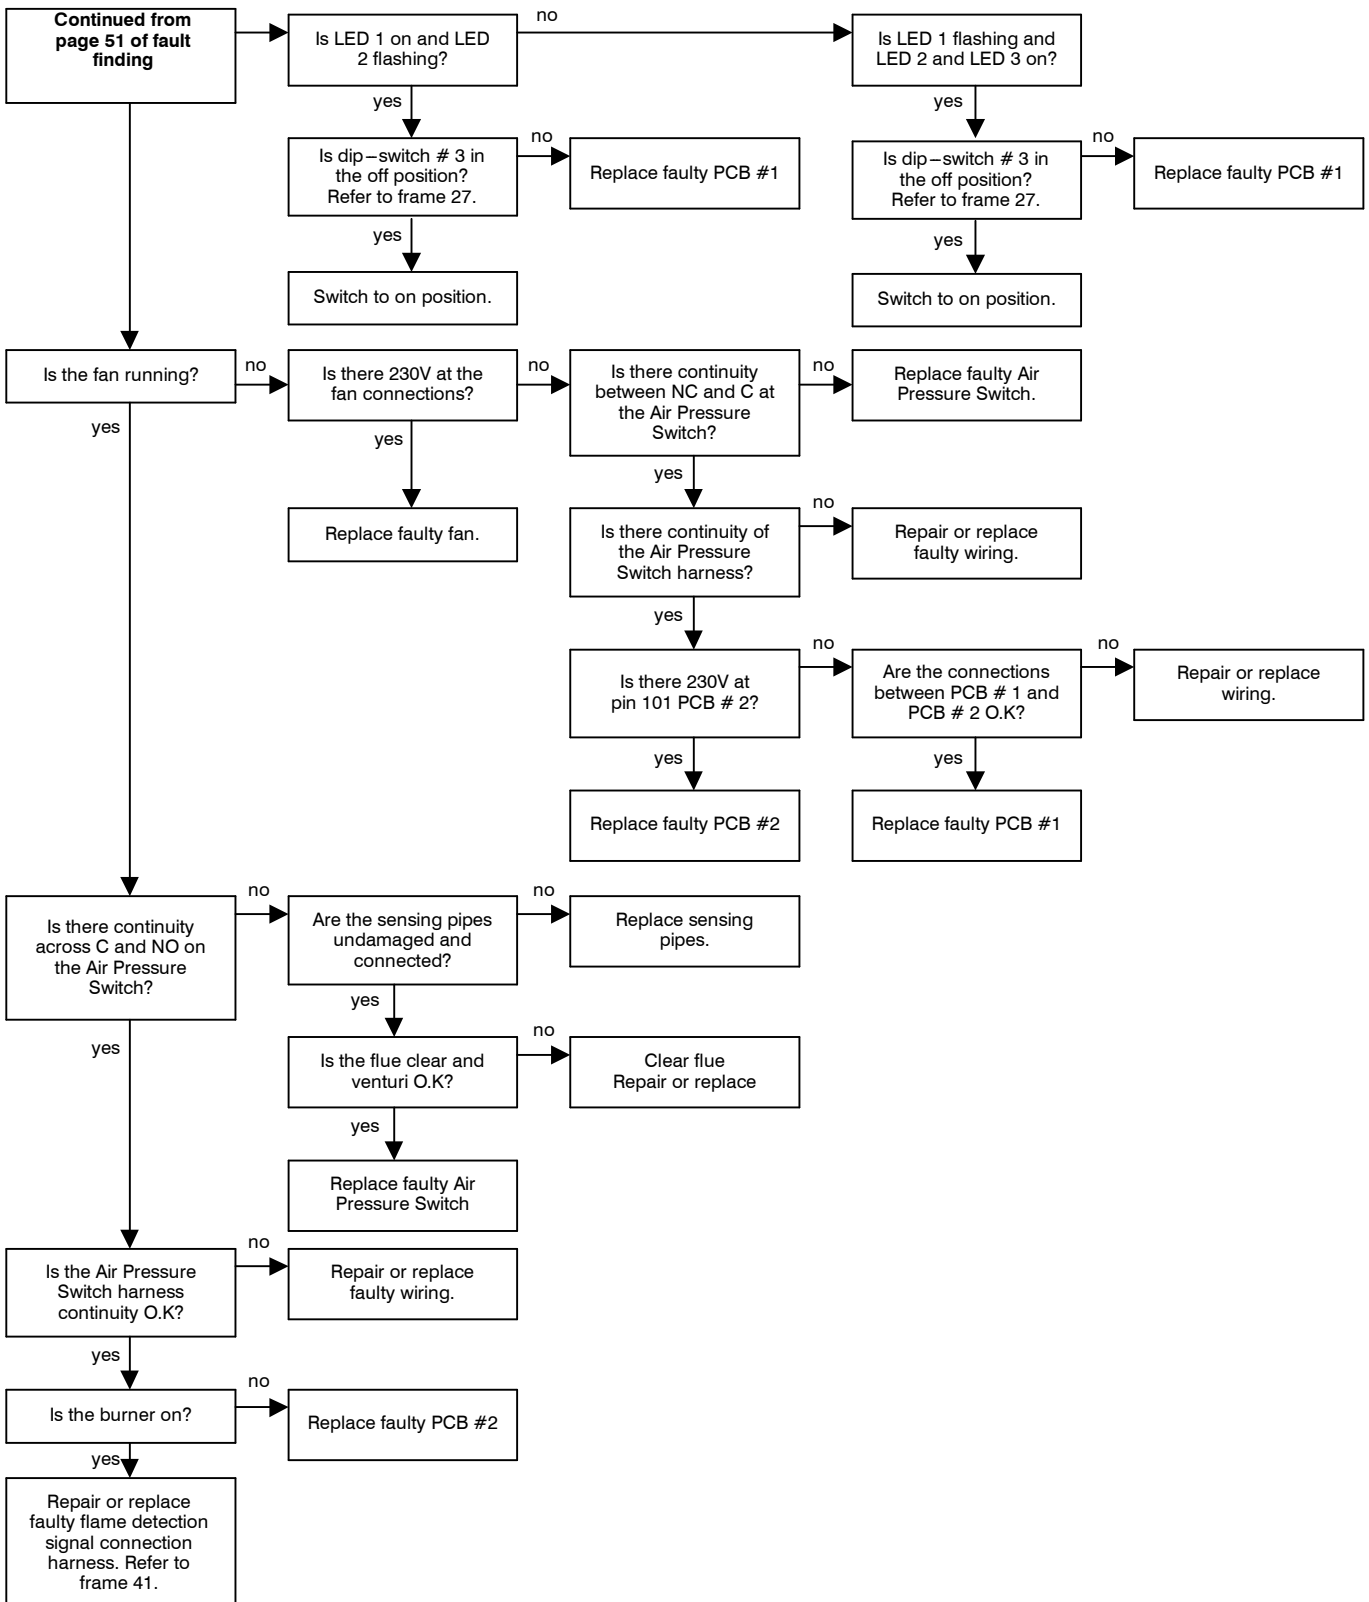 Continued from
page 51 of fault
finding
Is LED 1 on and LED
2 flashing?
no
Is LED 1 flashing and
LED 2 and LED 3 on?
yes
yes
Is dip–switch # 3 in
the off position?
Refer to frame 27.
no
Replace faulty PCB #1
Is dip–switch # 3 in
the off position?
Refer to frame 27.
no
Replace faulty PCB #1
yes
yes
Switch to on position.
Switch to on position.
Is the fan running?
no
Is there 230V at the
fan connections?
no
Is there continuity
between NC and C at
the Air Pressure
Switch?
no
Replace faulty Air
Pressure Switch.
yes
yes
yes
Replace faulty fan.
Is there continuity of
the Air Pressure
Switch harness?
no
Repair or replace
faulty wiring.
yes
Is there 230V at
pin 101 PCB # 2?
no
Are the connections
between PCB # 1 and
PCB # 2 O.K?
no
Repair or replace
wiring.
yes
yes
Replace faulty PCB #2
Replace faulty PCB #1
Is there continuity
across C and NO on
the Air Pressure
Switch?
no
Are the sensing pipes
undamaged and
connected?
no
Replace sensing
pipes.
yes
yes
Is the flue clear and
venturi O.K?
no
Clear flue
Repair or replace
yes
Replace faulty Air
Pressure Switch
Is the Air Pressure
Switch harness
continuity O.K?
no
Repair or replace
faulty wiring.
yes
Is the burner on?
no
Replace faulty PCB #2
yes
Repair or replace
faulty flame detection
signal connection
harness. Refer to
frame 41.